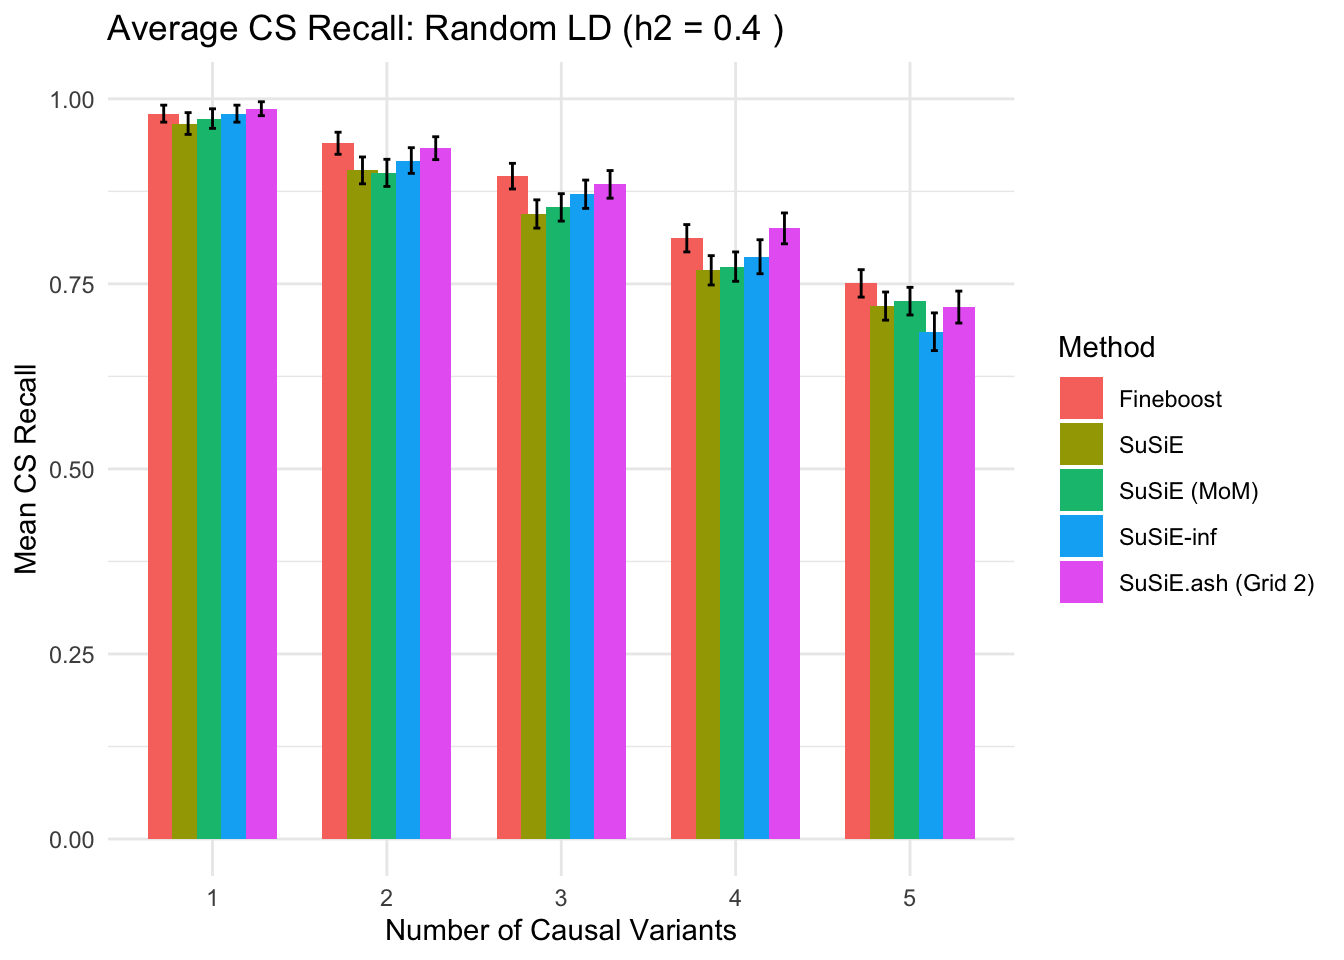 Average CS Recall: Random LD (h2 = 0.4 )
1.00
0.75
0.50
0.25
0.00
Mean CS Recall
1 2 3 4 5
Number of Causal Variants
Method
Fineboost
SuSiE
SuSiE (MoM)
SuSiE-inf
SuSiE.ash (Grid 2)